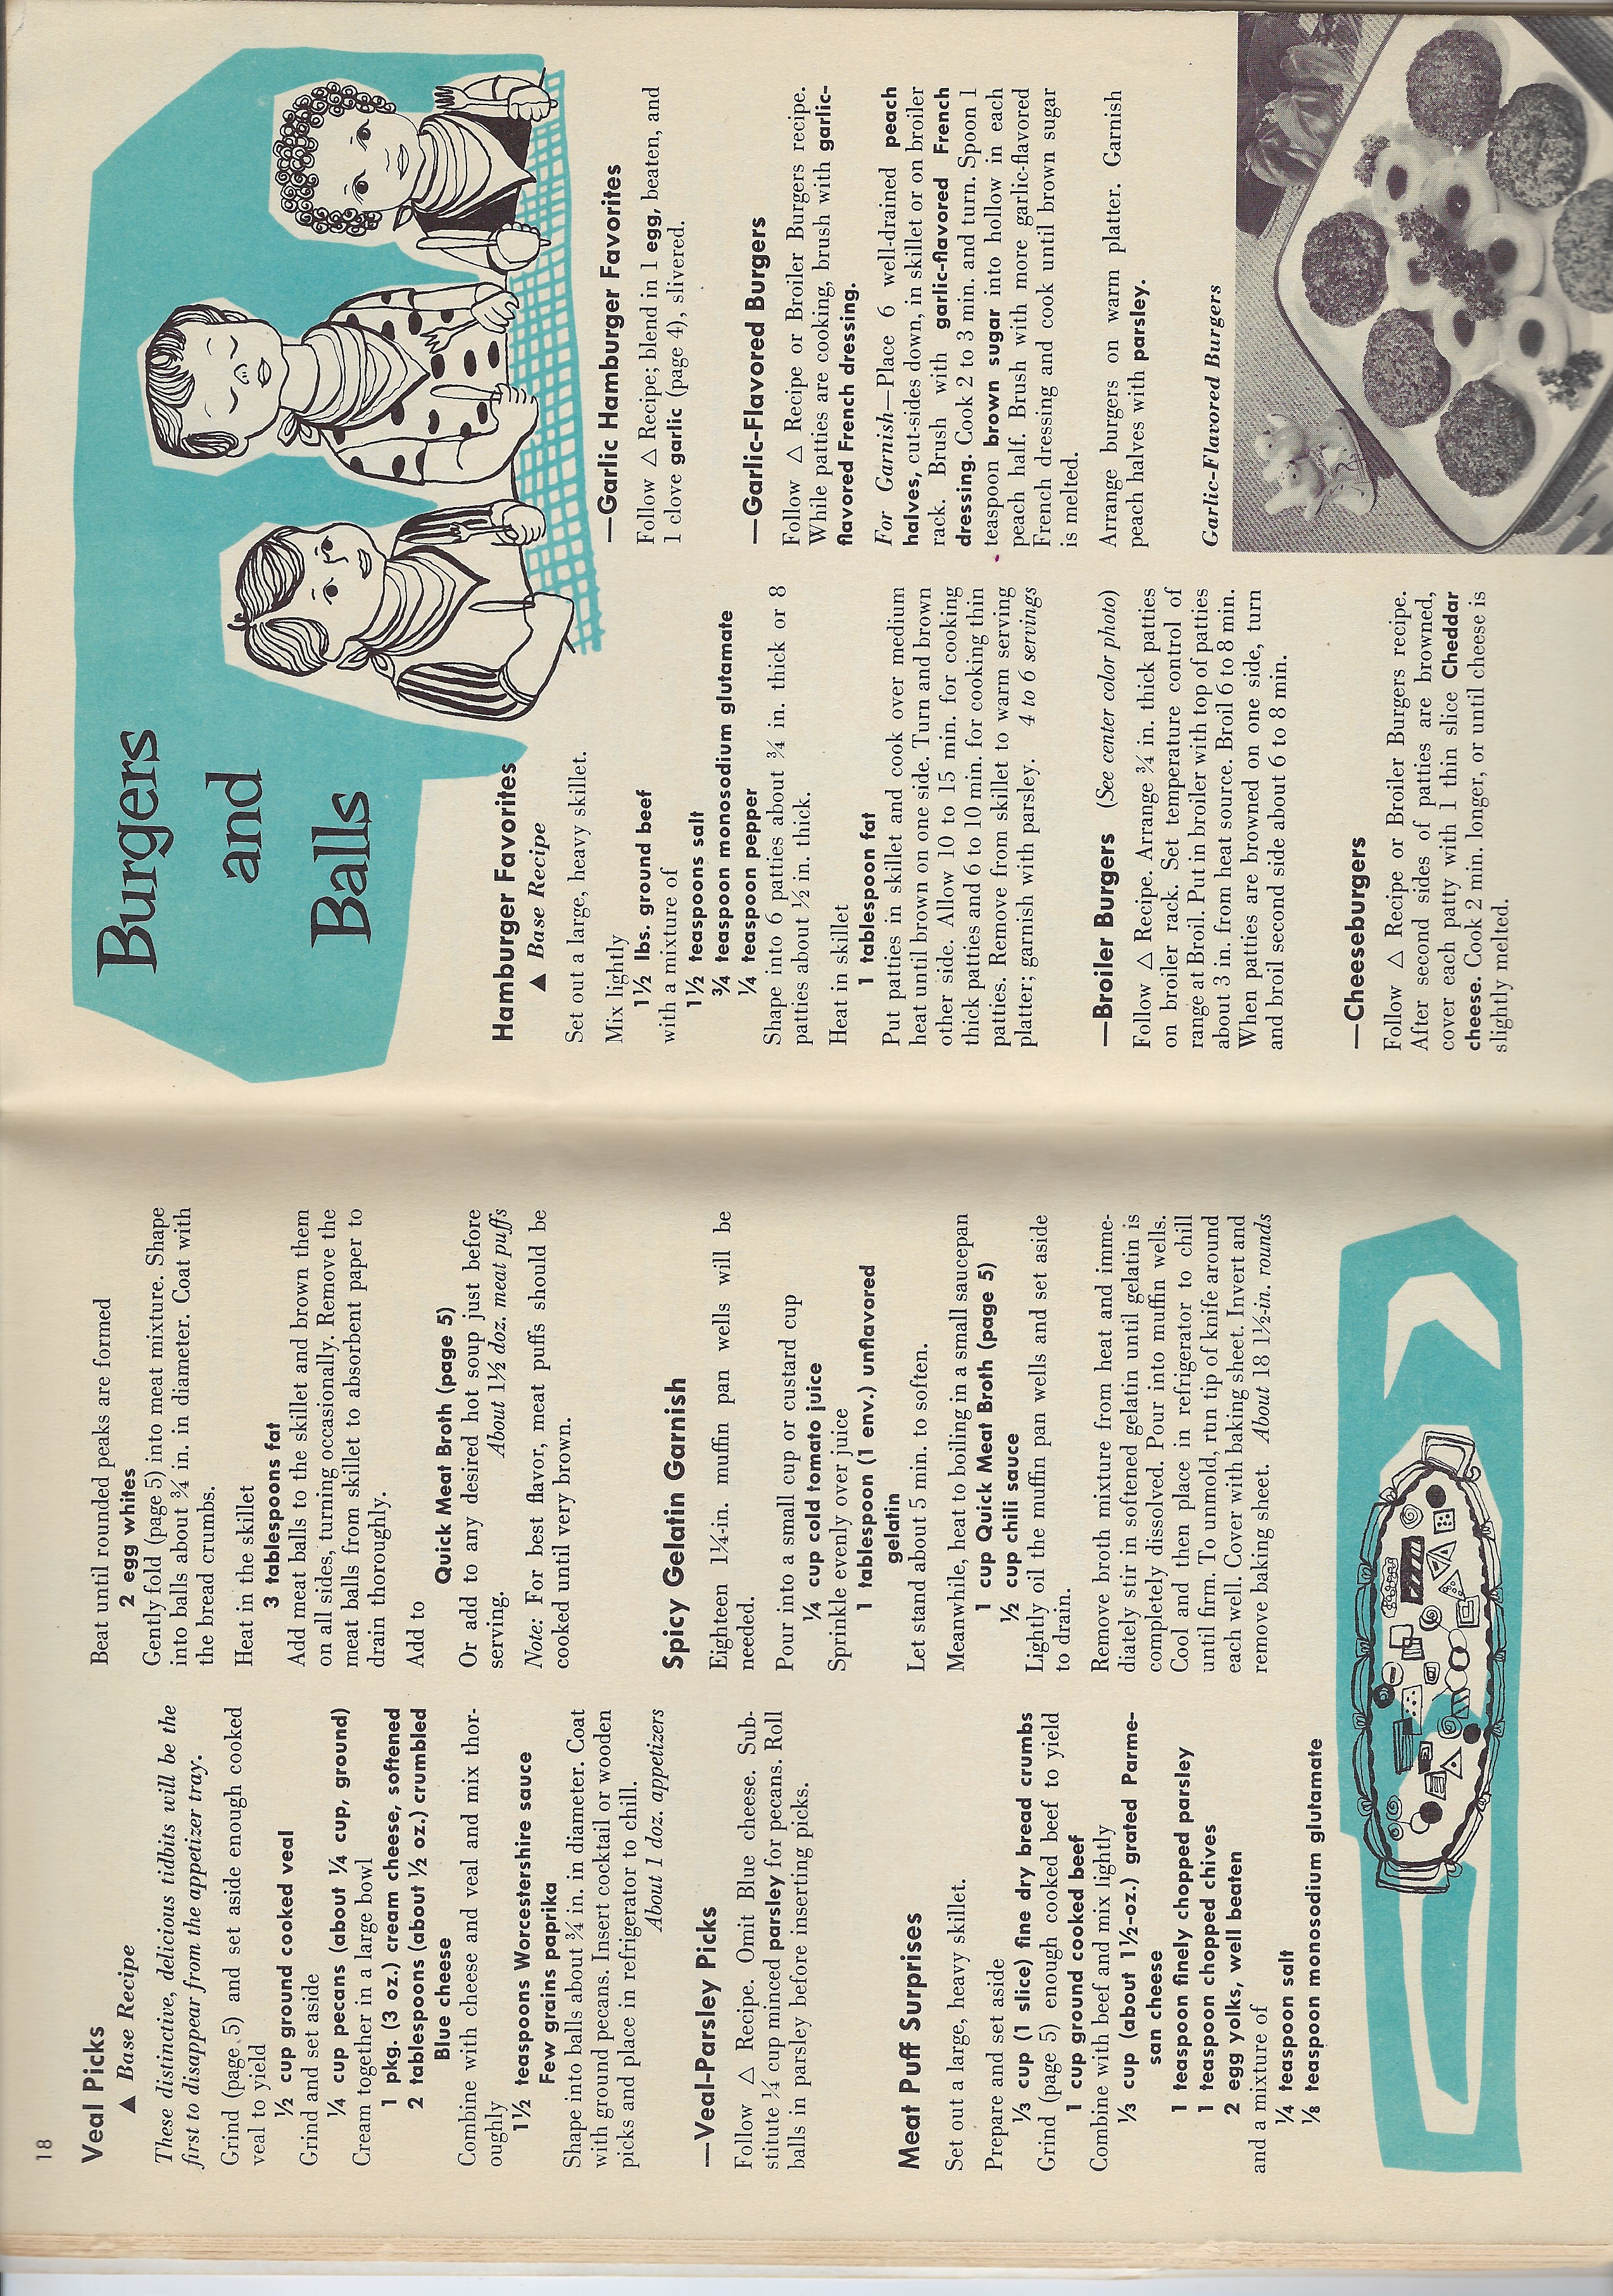 18
Veal Picks
▲ Base Recipe
These distinctive, delicious tidbits will be the
first to disappear from the appetizer tray.
Grind (page 5) and set aside enough cooked
veal to yield
½ cup ground cooked veal
Grind and set aside
¼ cup pecans (about ¼ cup, ground)
Cream together in a large bowl
1 pkg. (3 oz.) cream cheese, softened
2 tablespoons (about ½ oz.) crumbled
Blue cheese
Combine with cheese and veal and mix thor-
oughly
1½ teaspoons Worcestershire sauce
Few grains paprika
Shape into balls about ¾ in. in diameter. Coat
with ground pecans. Insert cocktail or wooden
picks and place in refrigerator to chill.
About 1 doz. appetizers
—Veal-Parsley Picks
Follow △ Recipe. Omit Blue cheese. Sub-
stitute ¼ cup minced parsley for pecans. Roll
balls in parsley before inserting picks.
Meat Puff Surprises
Set out a large, heavy skillet.
Prepare and set aside
⅓ cup (1 slice) fine dry bread crumbs
Grind (page 5) enough cooked beef to yield
1 cup ground cooked beef
Combine with beef and mix lightly
⅓ cup (about 1½-oz.) grated Parme-
san cheese
1 teaspoon finely chopped parsley
1 teaspoon chopped chives
2 egg yolks, well beaten
and a mixture of
¼ teaspoon salt
⅛ teaspoon monosodium glutamate
Beat until rounded peaks are formed
2 egg whites
Gently fold (page 5) into meat mixture. Shape
into balls about ¾ in. in diameter. Coat with
the bread crumbs.
Heat in the skillet
3 tablespoons fat
Add meat balls to the skillet and brown them
on all sides, turning occasionally. Remove the
meat balls from skillet to absorbent paper to
drain thoroughly.
Add to
Quick Meat Broth (page 5)
Or add to any desired hot soup just before
serving. About 1½ doz. meat puffs
Note: For best flavor, meat puffs should be
cooked until very brown.
Spicy Gelatin Garnish
Eighteen 1¼-in. muffin pan wells will be
needed.
Pour into a small cup or custard cup
¼ cup cold tomato juice
Sprinkle evenly over juice
1 tablespoon (1 env.) unflavored
gelatin
Let stand about 5 min. to soften.
Meanwhile, heat to boiling in a small saucepan
1 cup Quick Meat Broth (page 5)
½ cup chili sauce
Lightly oil the muffin pan wells and set aside
to drain.
Remove broth mixture from heat and imme-
diately stir in softened gelatin until gelatin is
completely dissolved. Pour into muffin wells.
Cool and then place in refrigerator to chill
until firm. To unmold, run tip of knife around
each well. Cover with baking sheet. Invert and
remove baking sheet. About 18 1½-in. rounds
Burgers
and
Balls
Hamburger Favorites
▲ Base Recipe
Set out a large, heavy skillet.
Mix lightly
1½ lbs. ground beef
with a mixture of
1½ teaspoons salt
¾ teaspoon monosodium glutamate
¼ teaspoon pepper
Shape into 6 patties about ¾ in. thick or 8
patties about ½ in. thick.
Heat in skillet
1 tablespoon fat
Put patties in skillet and cook over medium
heat until brown on one side. Turn and brown
other side. Allow 10 to 15 min. for cooking
thick patties and 6 to 10 min. for cooking thin
patties. Remove from skillet to warm serving
platter; garnish with parsley. 4 to 6 servings
—Broiler Burgers (See center color photo)
Follow △ Recipe. Arrange ¾ in. thick patties
on broiler rack. Set temperature control of
range at Broil. Put in broiler with top of patties
about 3 in. from heat source. Broil 6 to 8 min.
When patties are browned on one side, turn
and broil second side about 6 to 8 min.
—Cheeseburgers
Follow △ Recipe or Broiler Burgers recipe.
After second sides of patties are browned,
cover each patty with 1 thin slice Cheddar
cheese. Cook 2 min. longer, or until cheese is
slightly melted.
—Garlic Hamburger Favorites
Follow △ Recipe; blend in 1 egg, beaten, and
1 clove garlic (page 4), slivered.
—Garlic-Flavored Burgers
Follow △ Recipe or Broiler Burgers recipe.
While patties are cooking, brush with garlic-
flavored French dressing.
For Garnish—Place 6 well-drained peach
halves, cut-sides down, in skillet or on broiler
rack. Brush with garlic-flavored French
dressing. Cook 2 to 3 min. and turn. Spoon 1
teaspoon brown sugar into hollow in each
peach half. Brush with more garlic-flavored
French dressing and cook until brown sugar
is melted.
Arrange burgers on warm platter. Garnish
peach halves with parsley.
Garlic-Flavored Burgers